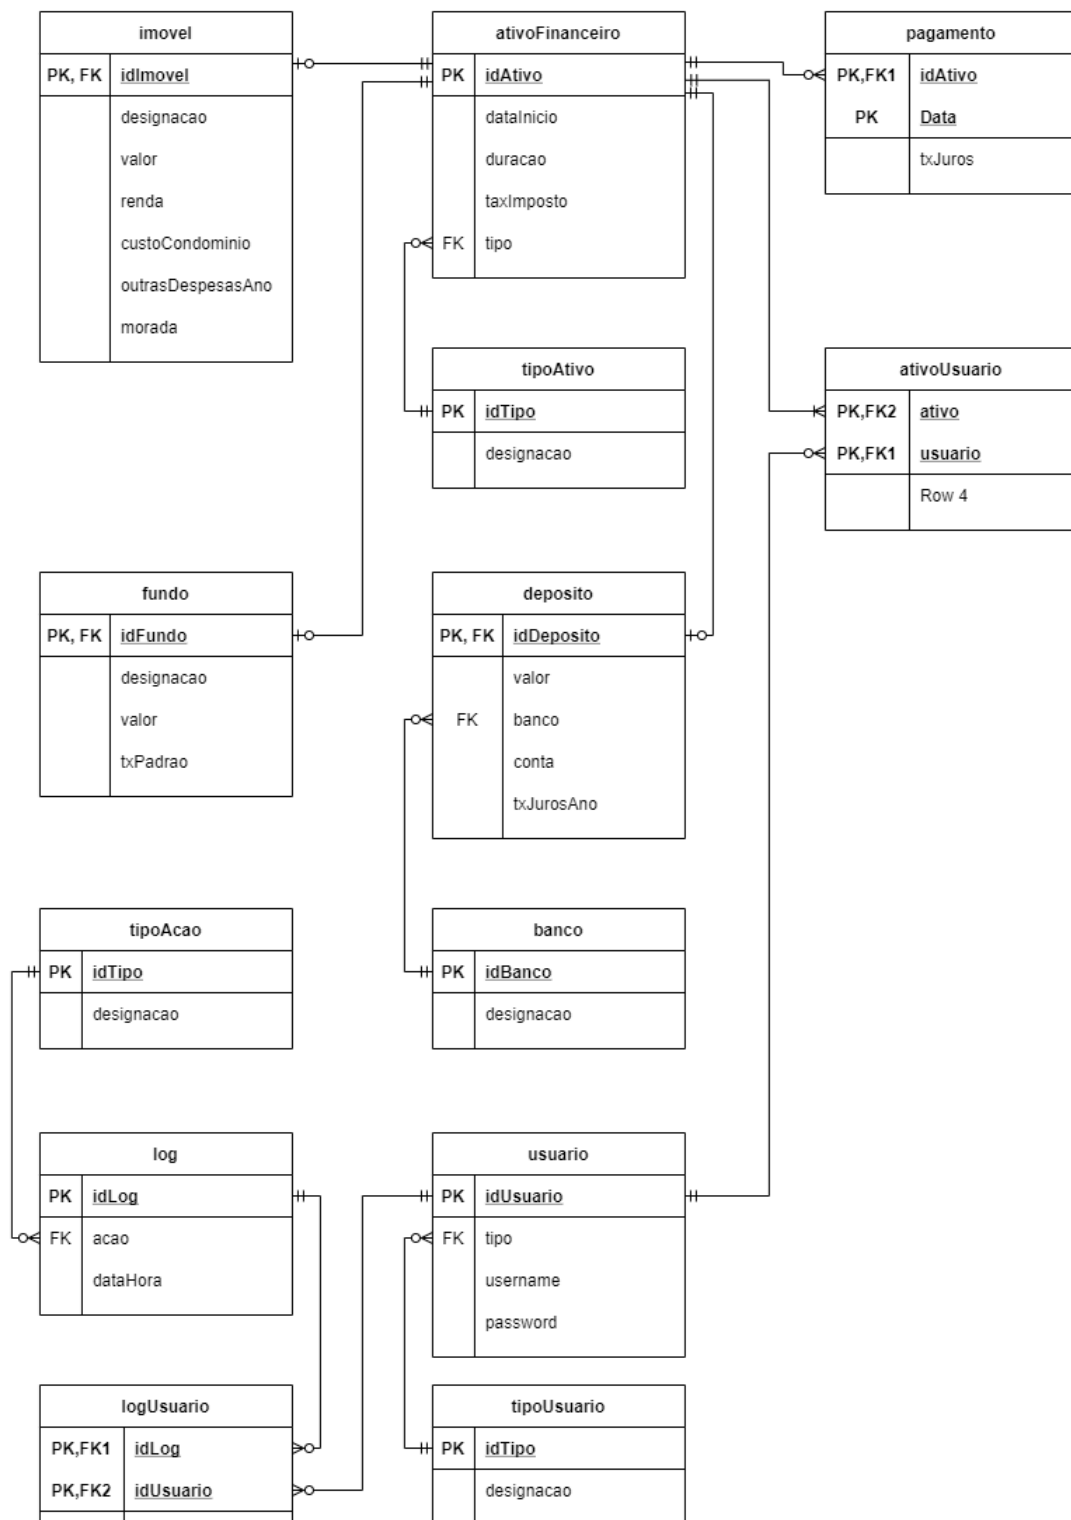 imovel
PK, FK idImovel
designacao
valor
renda
custoCondominio
outrasDespesasAno
morada
ativoFinanceiro
PK idAtivo
dataInicio
duracao
taxImposto
FK tipo
pagamento
PK,FK1 idAtivo
PK Data
txJuros
tipoAtivo
PK idTipo
designacao
ativoUsuario
PK,FK2 ativo
PK,FK1 usuario
Row 4
fundo
PK, FK idFundo
designacao
valor
txPadrao
deposito
PK, FK idDeposito
valor
FK banco
conta
txJurosAno
tipoAcao
PK idTipo
designacao
banco
PK idBanco
designacao
log
PK idLog
FK acao
dataHora
usuario
PK idUsuario
FK tipo
username
password
logUsuario
PK,FK1 idLog
PK,FK2 idUsuario
tipoUsuario
PK idTipo
designacao